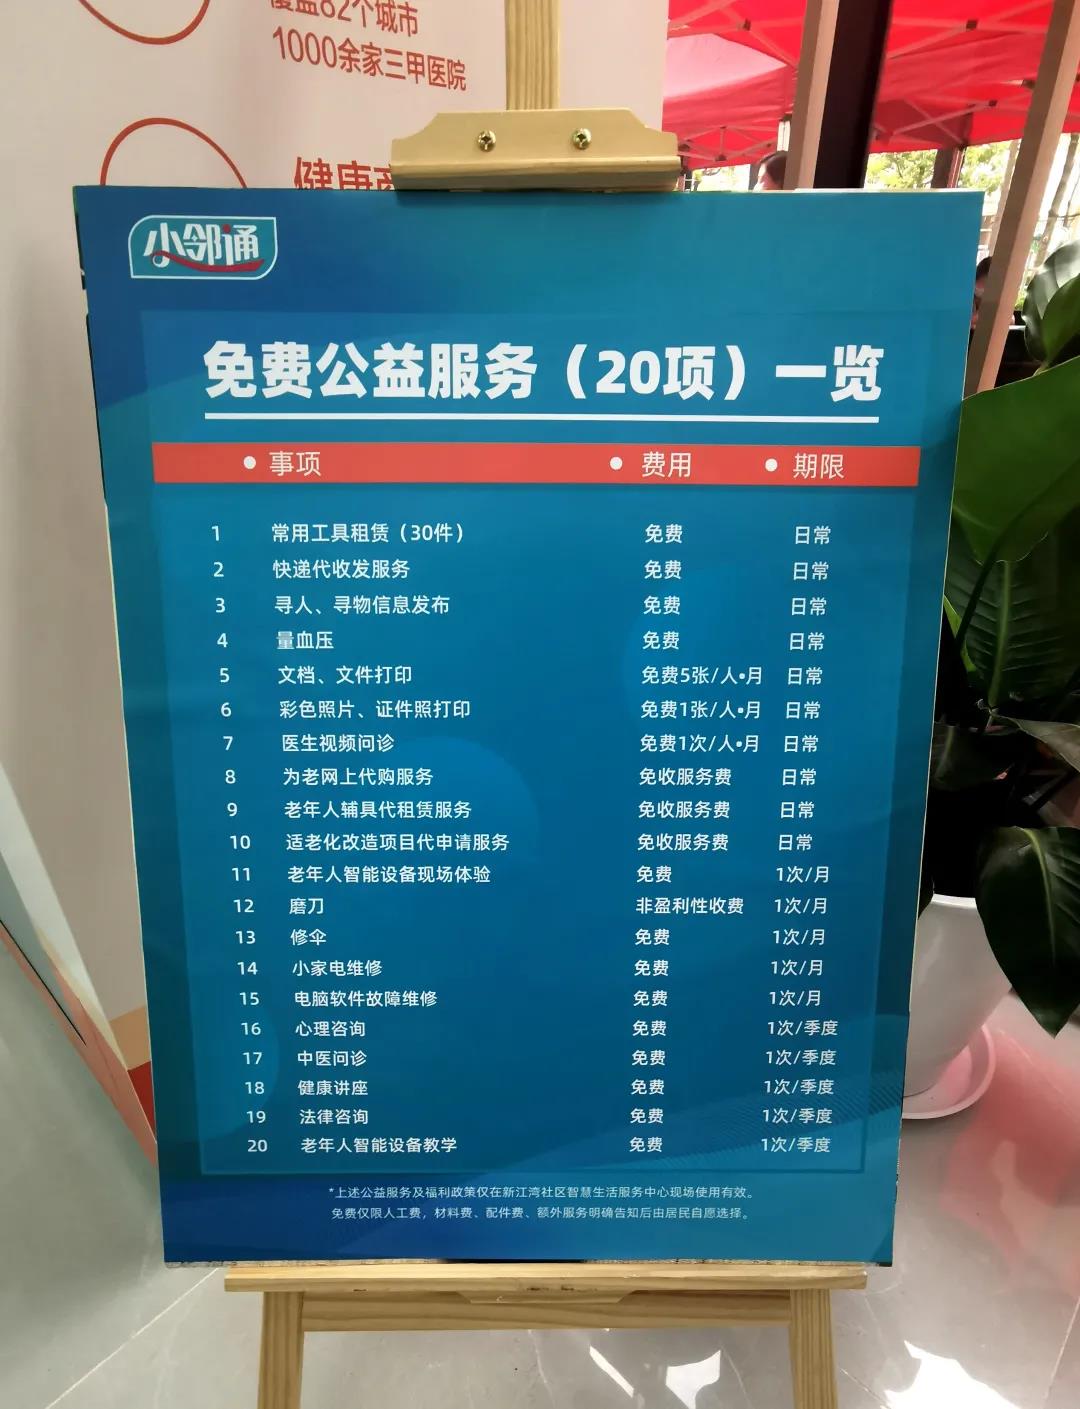 覆盖82个城市
1000余家三甲医院
健康
小邻通
免费公益服务（20项）一览
• 事项 • 费用 • 期限
1 常用工具租赁（30件） 免费 日常
2 快递代收发服务 免费 日常
3 寻人、寻物信息发布 免费 日常
4 量血压 免费 日常
5 文档、文件打印 免费5张/人•月 日常
6 彩色照片、证件照打印 免费1张/人•月 日常
7 医生视频问诊 免费1次/人•月 日常
8 为老网上代购服务 免收服务费 日常
9 老年人辅具代租赁服务 免收服务费 日常
10 适老化改造项目代申请服务 免收服务费 日常
11 老年人智能设备现场体验 免费 1次/月
12 磨刀 非盈利性收费 1次/月
13 修伞 免费 1次/月
14 小家电维修 免费 1次/月
15 电脑软件故障维修 免费 1次/月
16 心理咨询 免费 1次/季度
17 中医问诊 免费 1次/季度
18 健康讲座 免费 1次/季度
19 法律咨询 免费 1次/季度
20 老年人智能设备教学 免费 1次/季度
*上述公益服务及福利政策仅在新江湾社区智慧生活服务中心现场使用有效。
免费仅限人工费，材料费、配件费、额外服务明确告知后由居民自愿选择。